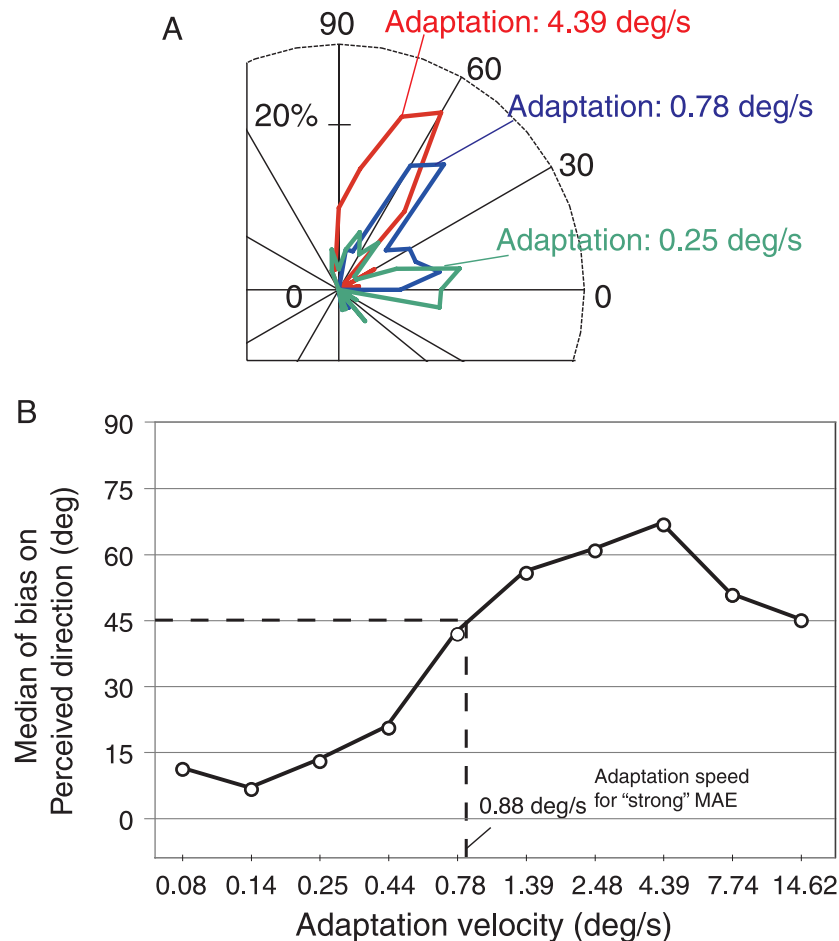 A
90
Adaptation: 4.39 deg/s
60
20%
Adaptation: 0.78 deg/s
30
Adaptation: 0.25 deg/s
0
0
B
90
75
60
45
30
15
0
Median of bias on
Perceived direction (deg)
Adaptation speed
for “strong” MAE
0.88 deg/s
0.08 0.14 0.25 0.44 0.78 1.39 2.48 4.39 7.74 14.62
Adaptation velocity (deg/s)